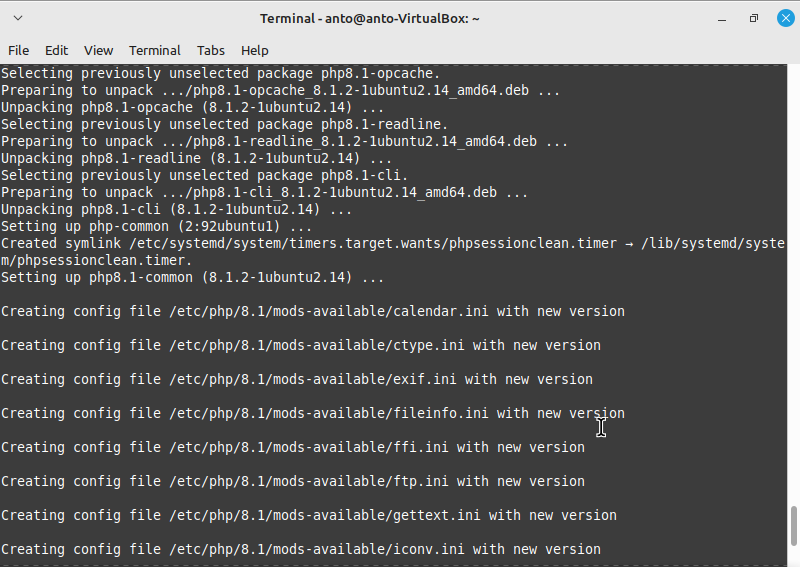 Terminal - anto@anto-VirtualBox: ~
File Edit View Terminal Tabs Help
Selecting previously unselected package php8.1-opcache.
Preparing to unpack .../php8.1-opcache_8.1.2-1ubuntu2.14_amd64.deb ...
Unpacking php8.1-opcache (8.1.2-1ubuntu2.14) ...
Selecting previously unselected package php8.1-readline.
Preparing to unpack .../php8.1-readline_8.1.2-1ubuntu2.14_amd64.deb ...
Unpacking php8.1-readline (8.1.2-1ubuntu2.14) ...
Selecting previously unselected package php8.1-cli.
Preparing to unpack .../php8.1-cli_8.1.2-1ubuntu2.14_amd64.deb ...
Unpacking php8.1-cli (8.1.2-1ubuntu2.14) ...
Setting up php-common (2:92ubuntu1) ...
Created symlink /etc/systemd/system/timers.target.wants/phpsessionclean.timer → /lib/systemd/syste
m/phpsessionclean.timer.
Setting up php8.1-common (8.1.2-1ubuntu2.14) ...
Creating config file /etc/php/8.1/mods-available/calendar.ini with new version
Creating config file /etc/php/8.1/mods-available/ctype.ini with new version
Creating config file /etc/php/8.1/mods-available/exif.ini with new version
Creating config file /etc/php/8.1/mods-available/fileinfo.ini with new version
Creating config file /etc/php/8.1/mods-available/ffi.ini with new version
Creating config file /etc/php/8.1/mods-available/ftp.ini with new version
Creating config file /etc/php/8.1/mods-available/gettext.ini with new version
Creating config file /etc/php/8.1/mods-available/iconv.ini with new version